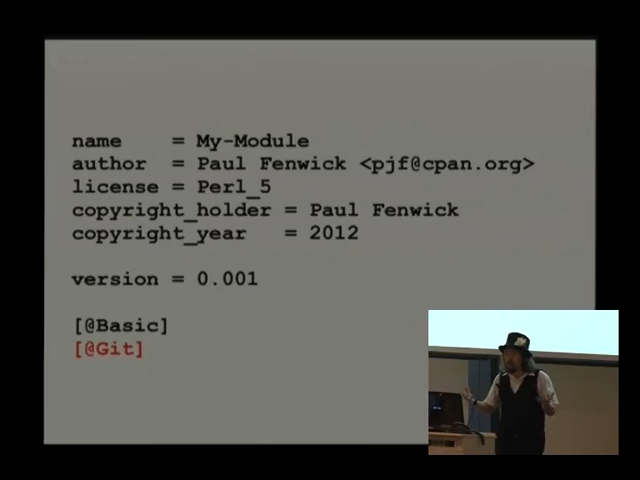 name    = My-Module
author  = Paul Fenwick <pjf@cpan.org>
license = Perl_5
copyright_holder = Paul Fenwick
copyright_year   = 2012
version = 0.001
[@Basic]
[@Git]